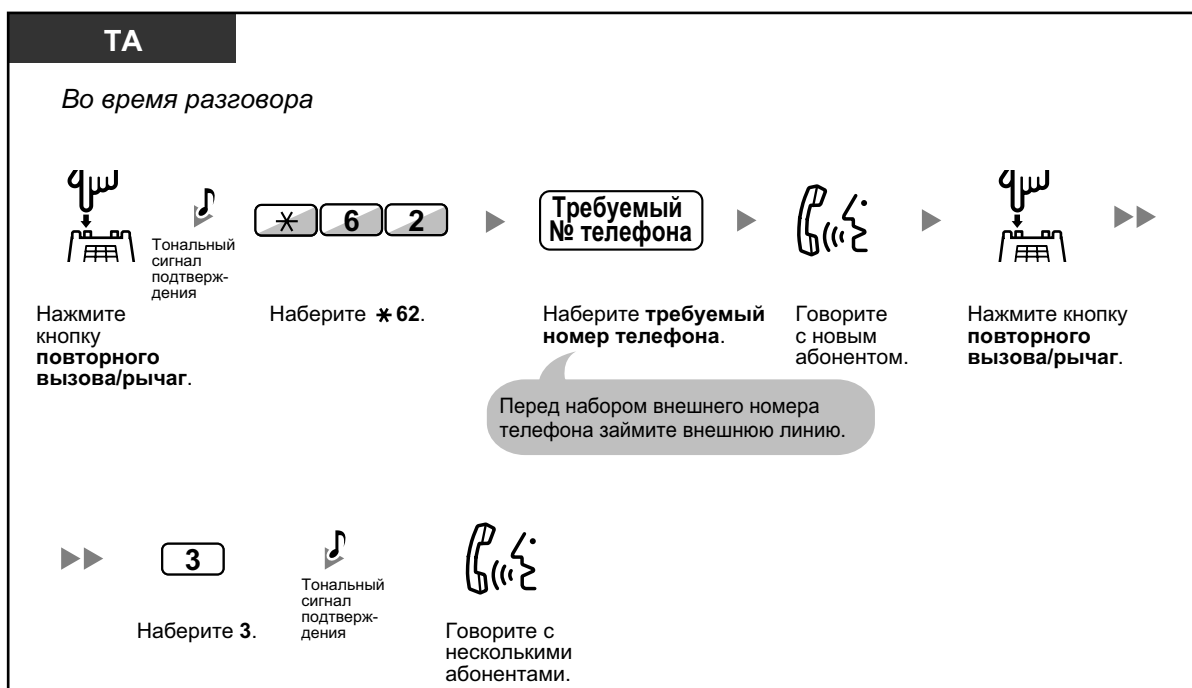 ТА
Во время разговора
Тональный
сигнал
подтверж-
дения
✳ 6 2
Требуемый
№ телефона
Нажмите
кнопку
повторного
вызова/рычаг.
Наберите ✳ 62.
Наберите требуемый
номер телефона.
Говорите
с новым
абонентом.
Нажмите кнопку
повторного
вызова/рычаг.
Перед набором внешнего номера
телефона займите внешнюю линию.
3
Тональный
сигнал
подтверж-
дения
Наберите 3.
Говорите с
несколькими
абонентами.